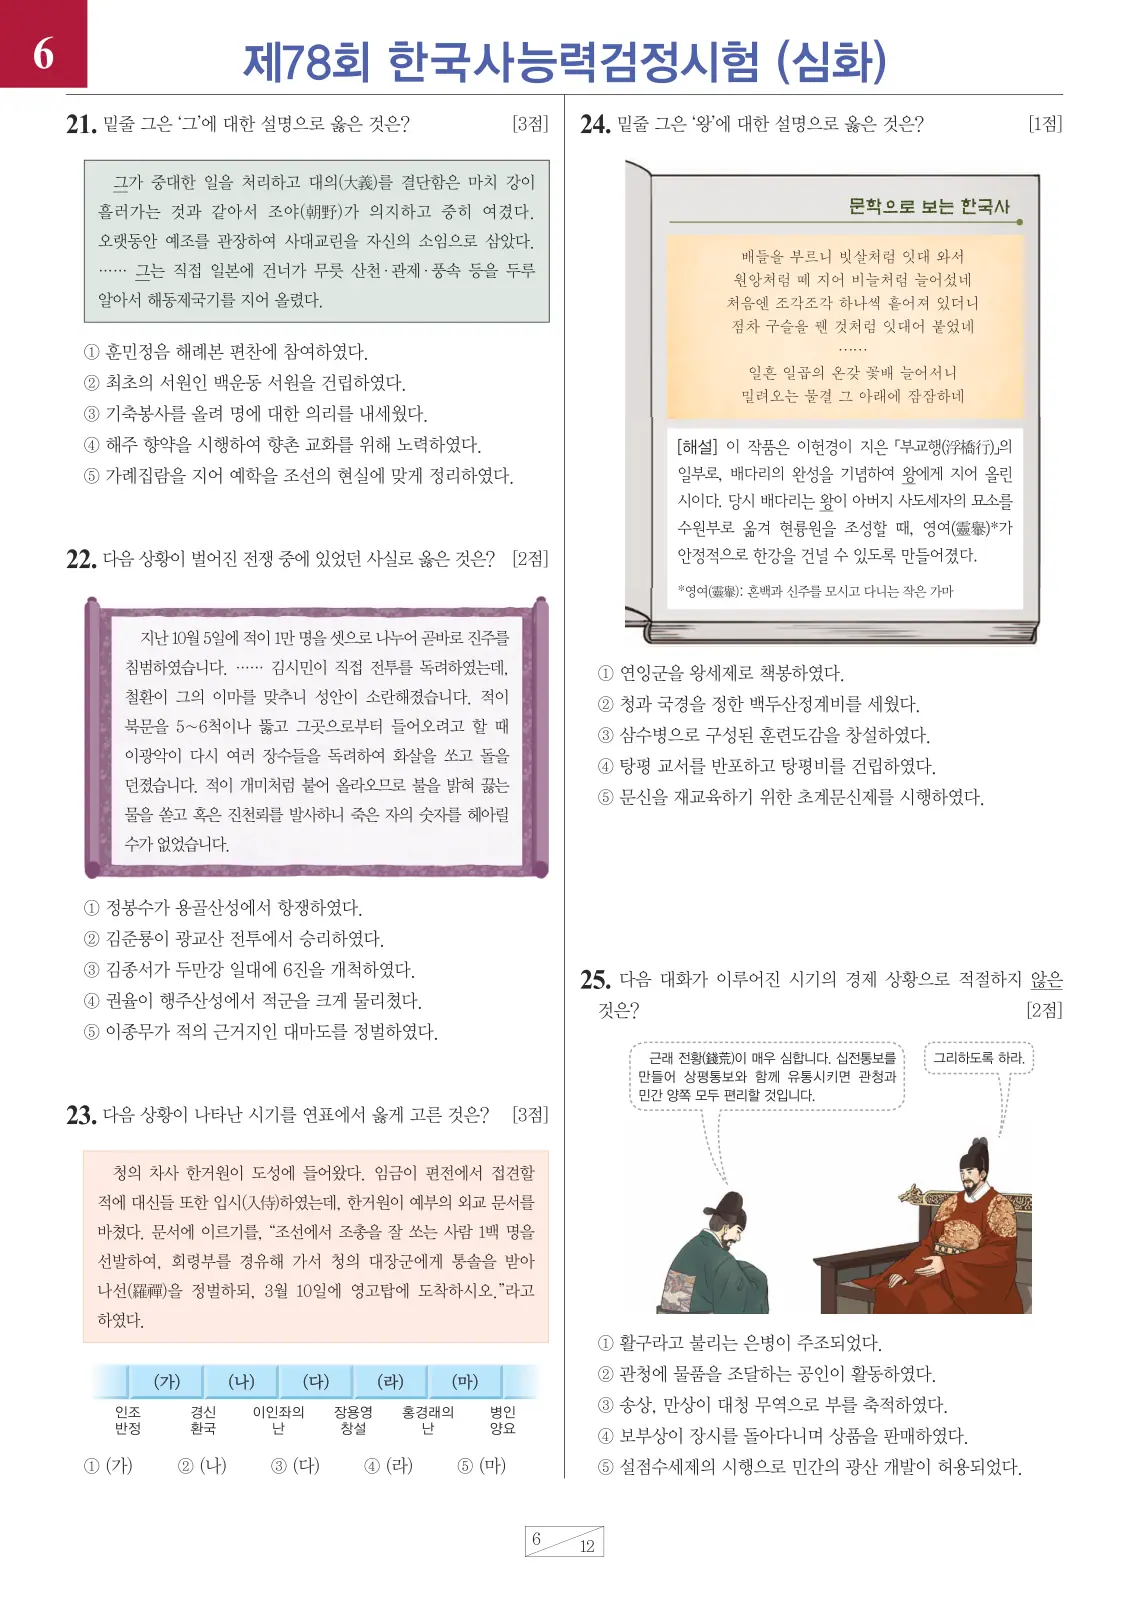 6
제78회 한국사능력검정시험 (심화)
21. 밑줄 그은 ‘그’에 대한 설명으로 옳은 것은? [3점]
그가 중대한 일을 처리하고 대의(大義)를 결단함은 마치 강이
흘러가는 것과 같아서 조야(朝野)가 의지하고 중히 여겼다.
오랫동안 예조를 관장하여 사대교린을 자신의 소임으로 삼았다.
…… 그는 직접 일본에 건너가 무릇 산천·관제·풍속 등을 두루
알아서 해동제국기를 지어 올렸다.
① 훈민정음 해례본 편찬에 참여하였다.
② 최초의 서원인 백운동 서원을 건립하였다.
③ 기축봉사를 올려 명에 대한 의리를 내세웠다.
④ 해주 향약을 시행하여 향촌 교화를 위해 노력하였다.
⑤ 가례집람을 지어 예학을 조선의 현실에 맞게 정리하였다.
22. 다음 상황이 벌어진 전쟁 중에 있었던 사실로 옳은 것은? [2점]
지난 10월 5일에 적이 1만 명을 셋으로 나누어 곧바로 진주를
침범하였습니다. …… 김시민이 직접 전투를 독려하였는데,
철환이 그의 이마를 맞추니 성안이 소란해졌습니다. 적이
북문을 5~6척이나 뚫고 그곳으로부터 들어오려고 할 때
이광악이 다시 여러 장수들을 독려하여 화살을 쏘고 돌을
던졌습니다. 적이 개미처럼 붙어 올라오므로 불을 밝혀 끓는
물을 쏟고 혹은 진천뢰를 발사하니 죽은 자의 숫자를 헤아릴
수가 없었습니다.
① 정봉수가 용골산성에서 항쟁하였다.
② 김준룡이 광교산 전투에서 승리하였다.
③ 김종서가 두만강 일대에 6진을 개척하였다.
④ 권율이 행주산성에서 적군을 크게 물리쳤다.
⑤ 이종무가 적의 근거지인 대마도를 정벌하였다.
23. 다음 상황이 나타난 시기를 연표에서 옳게 고른 것은? [3점]
청의 차사 한거원이 도성에 들어왔다. 임금이 편전에서 접견할
적에 대신들 또한 입시(入侍)하였는데, 한거원이 예부의 외교 문서를
바쳤다. 문서에 이르기를, “조선에서 조총을 잘 쏘는 사람 1백 명을
선발하여, 회령부를 경유해 가서 청의 대장군에게 통솔을 받아
나선(羅禪)을 정벌하되, 3월 10일에 영고탑에 도착하시오.”라고
하였다.
(가) (나) (다) (라) (마)
인조 경신 이인좌의 장용영 홍경래의 병인
반정 환국 난 창설 난 양요
① (가) ② (나) ③ (다) ④ (라) ⑤ (마)
24. 밑줄 그은 ‘왕’에 대한 설명으로 옳은 것은? [1점]
문학으로 보는 한국사
배들을 부르니 빗살처럼 잇대 와서
원앙처럼 떼 지어 비늘처럼 늘어섰네
처음엔 조각조각 하나씩 흩어져 있더니
점차 구슬을 꿴 것처럼 잇대어 붙었네
……
일흔 일곱의 온갖 꽃배 늘어서니
밀려오는 물결 그 아래에 잠잠하네
[해설] 이 작품은 이헌경이 지은 「부교행(浮橋行)」의
일부로, 배다리의 완성을 기념하여 왕에게 지어 올린
시이다. 당시 배다리는 왕이 아버지 사도세자의 묘소를
수원부로 옮겨 현륭원을 조성할 때, 영여(靈轝)*가
안정적으로 한강을 건널 수 있도록 만들어졌다.
*영여(靈轝): 혼백과 신주를 모시고 다니는 작은 가마
① 연잉군을 왕세제로 책봉하였다.
② 청과 국경을 정한 백두산정계비를 세웠다.
③ 삼수병으로 구성된 훈련도감을 창설하였다.
④ 탕평 교서를 반포하고 탕평비를 건립하였다.
⑤ 문신을 재교육하기 위한 초계문신제를 시행하였다.
25. 다음 대화가 이루어진 시기의 경제 상황으로 적절하지 않은
것은? [2점]
근래 전황(錢荒)이 매우 심합니다. 십전통보를
만들어 상평통보와 함께 유통시키면 관청과
민간 양쪽 모두 편리할 것입니다.
그리하도록 하라.
① 활구라고 불리는 은병이 주조되었다.
② 관청에 물품을 조달하는 공인이 활동하였다.
③ 송상, 만상이 대청 무역으로 부를 축적하였다.
④ 보부상이 장시를 돌아다니며 상품을 판매하였다.
⑤ 설점수세제의 시행으로 민간의 광산 개발이 허용되었다.
6
12